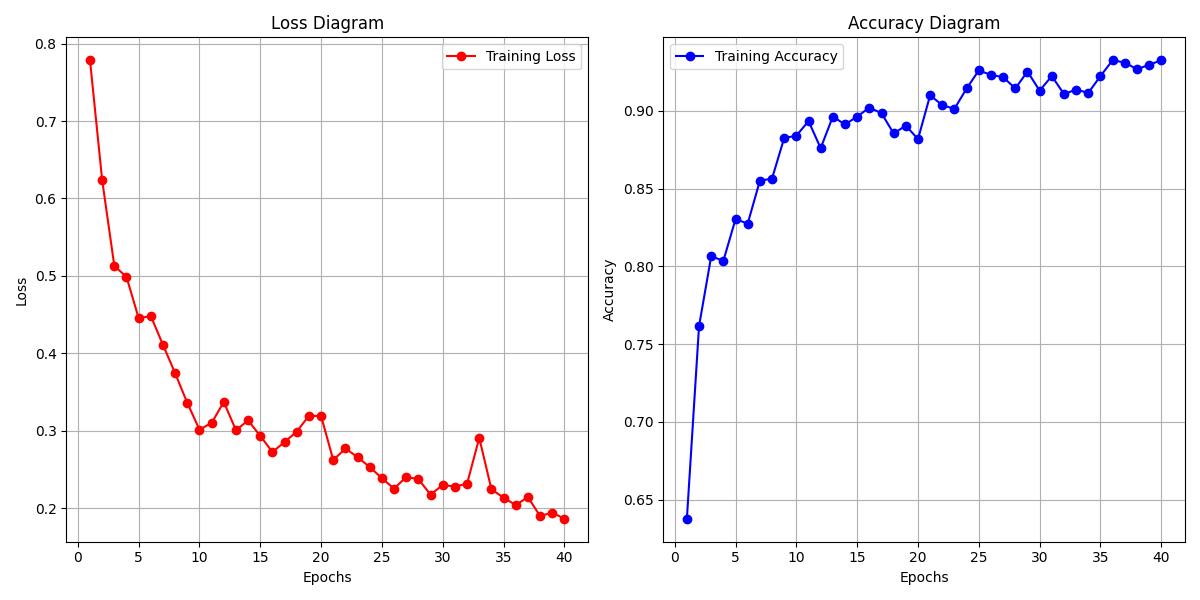 Loss Diagram
Training Loss
0.8
0.7
0.6
0.5
0.4
0.3
0.2
Loss
0 5 10 15 20 25 30 35 40
Epochs
Accuracy Diagram
Training Accuracy
0.90
0.85
0.80
0.75
0.70
0.65
Accuracy
0 5 10 15 20 25 30 35 40
Epochs